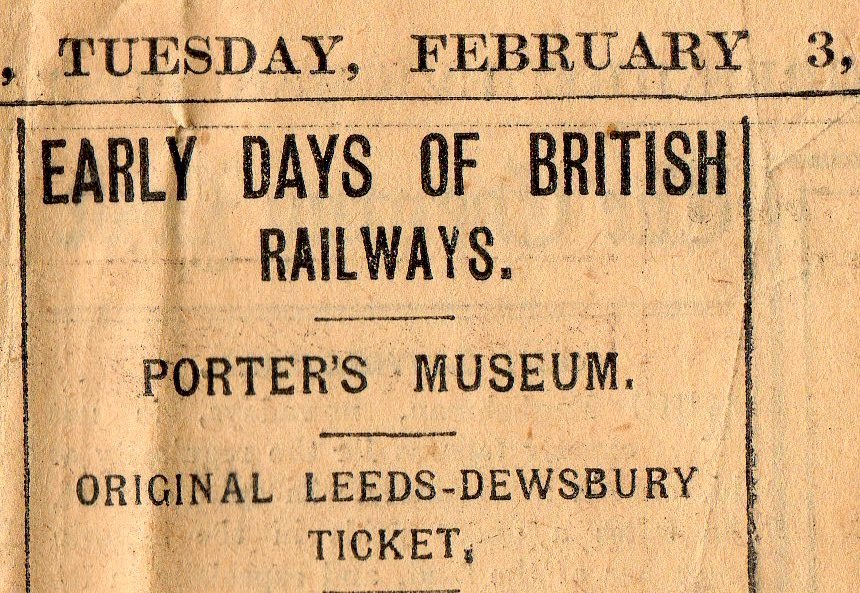 , TUESDAY, FEBRUARY 3,
EARLY DAYS OF BRITISH
RAILWAYS.
PORTER'S MUSEUM.
ORIGINAL LEEDS-DEWSBURY
TICKET.